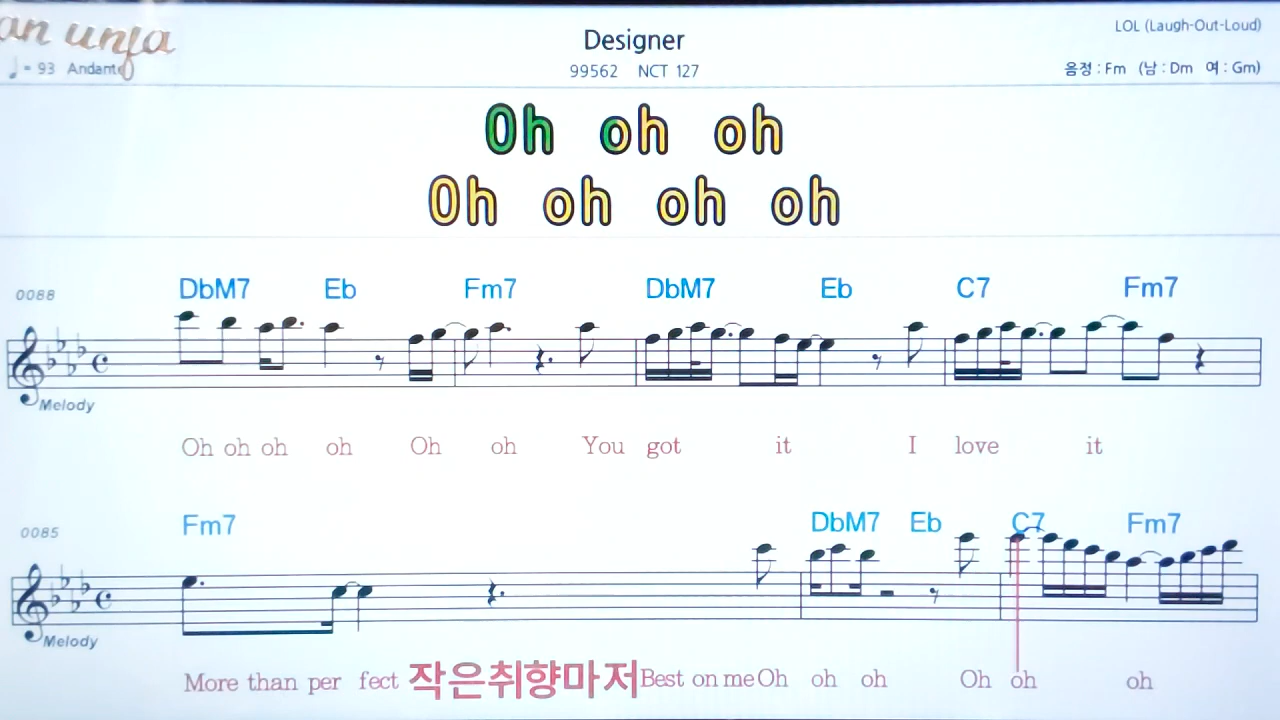 Designer
LOL (Laugh-Out-Loud)
= 93 Andante
99562 NCT 127
음정 : Fm (남 : Dm 여 : Gm)
Oh oh oh
Oh oh oh oh
DbM7 Eb Fm7 DbM7 Eb C7 Fm7
0088
Melody
Oh oh oh oh Oh oh You got it I love it
Fm7 DbM7 Eb C7 Fm7
0085
Melody
More than per fect 작은취향마저 Best on me Oh oh oh Oh oh oh